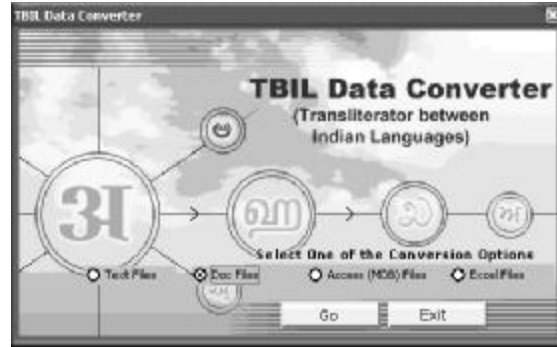 TBIL Data Converter
TBIL Data Converter
(Transliterator between
Indian Languages)
अ
Select One of the Conversion Options
Text Files
Doc Files
Access (MDB) Files
Excel Files
Go
Exit